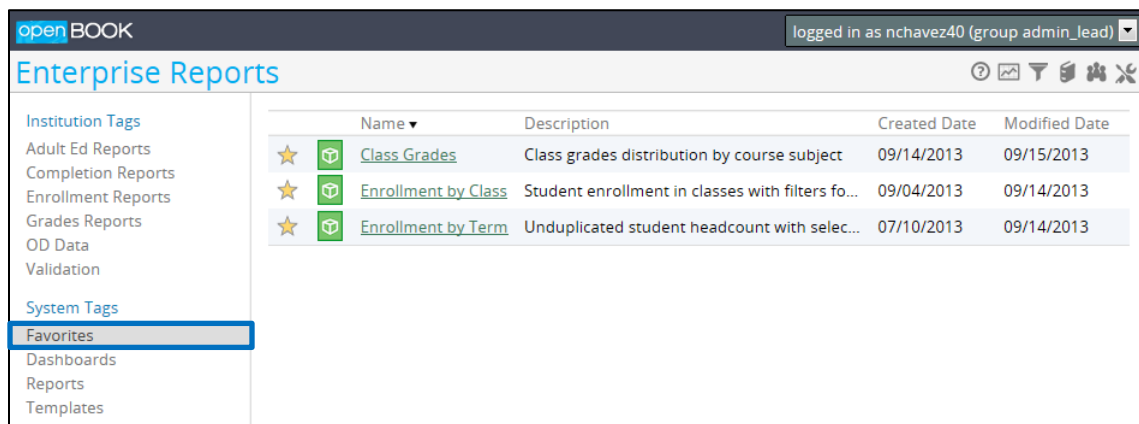 open BOOK
logged in as nchavez40 (group admin_lead)
Enterprise Reports
Institution Tags
Adult Ed Reports
Completion Reports
Enrollment Reports
Grades Reports
OD Data
Validation
System Tags
Favorites
Dashboards
Reports
Templates
Name Description Created Date Modified Date
Class Grades Class grades distribution by course subject 09/14/2013 09/15/2013
Enrollment by Class Student enrollment in classes with filters fo... 09/04/2013 09/14/2013
Enrollment by Term Unduplicated student headcount with selec... 07/10/2013 09/14/2013